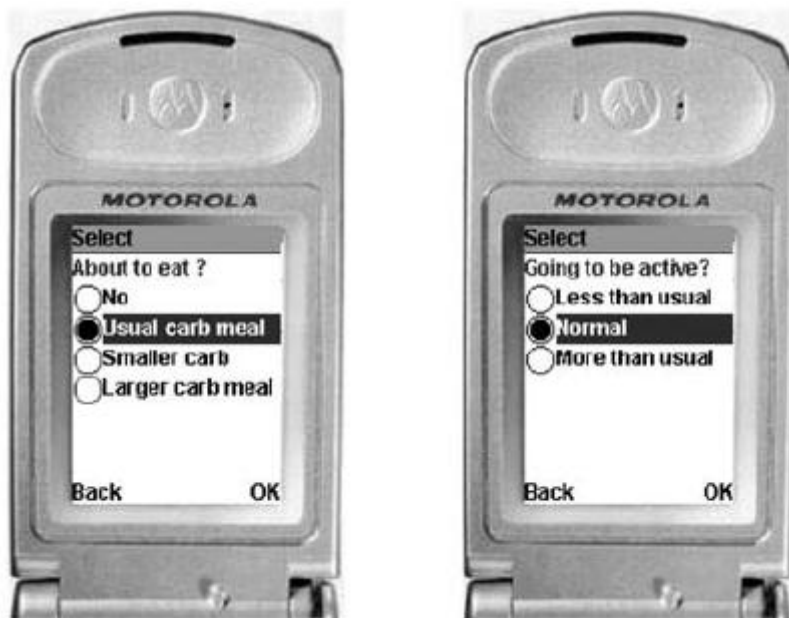 MOTOROLA
Select
About to eat ?
No
Usual carb meal
Smaller carb
Larger carb meal
Back OK
MOTOROLA
Select
Going to be active?
Less than usual
Normal
More than usual
Back OK